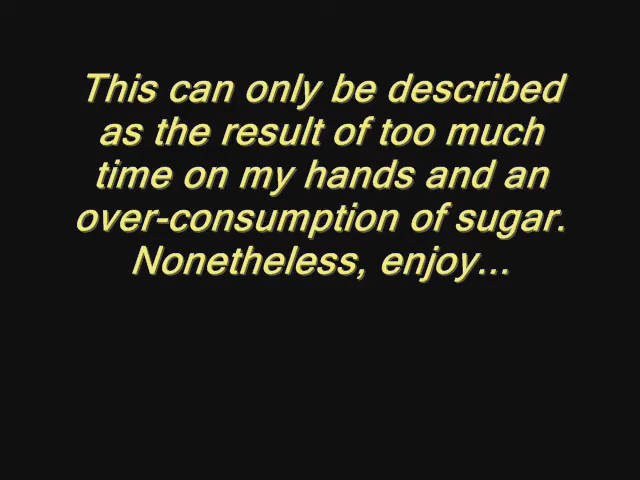 This can only be described
as the result of too much
time on my hands and an
over-consumption of sugar.
Nonetheless, enjoy...